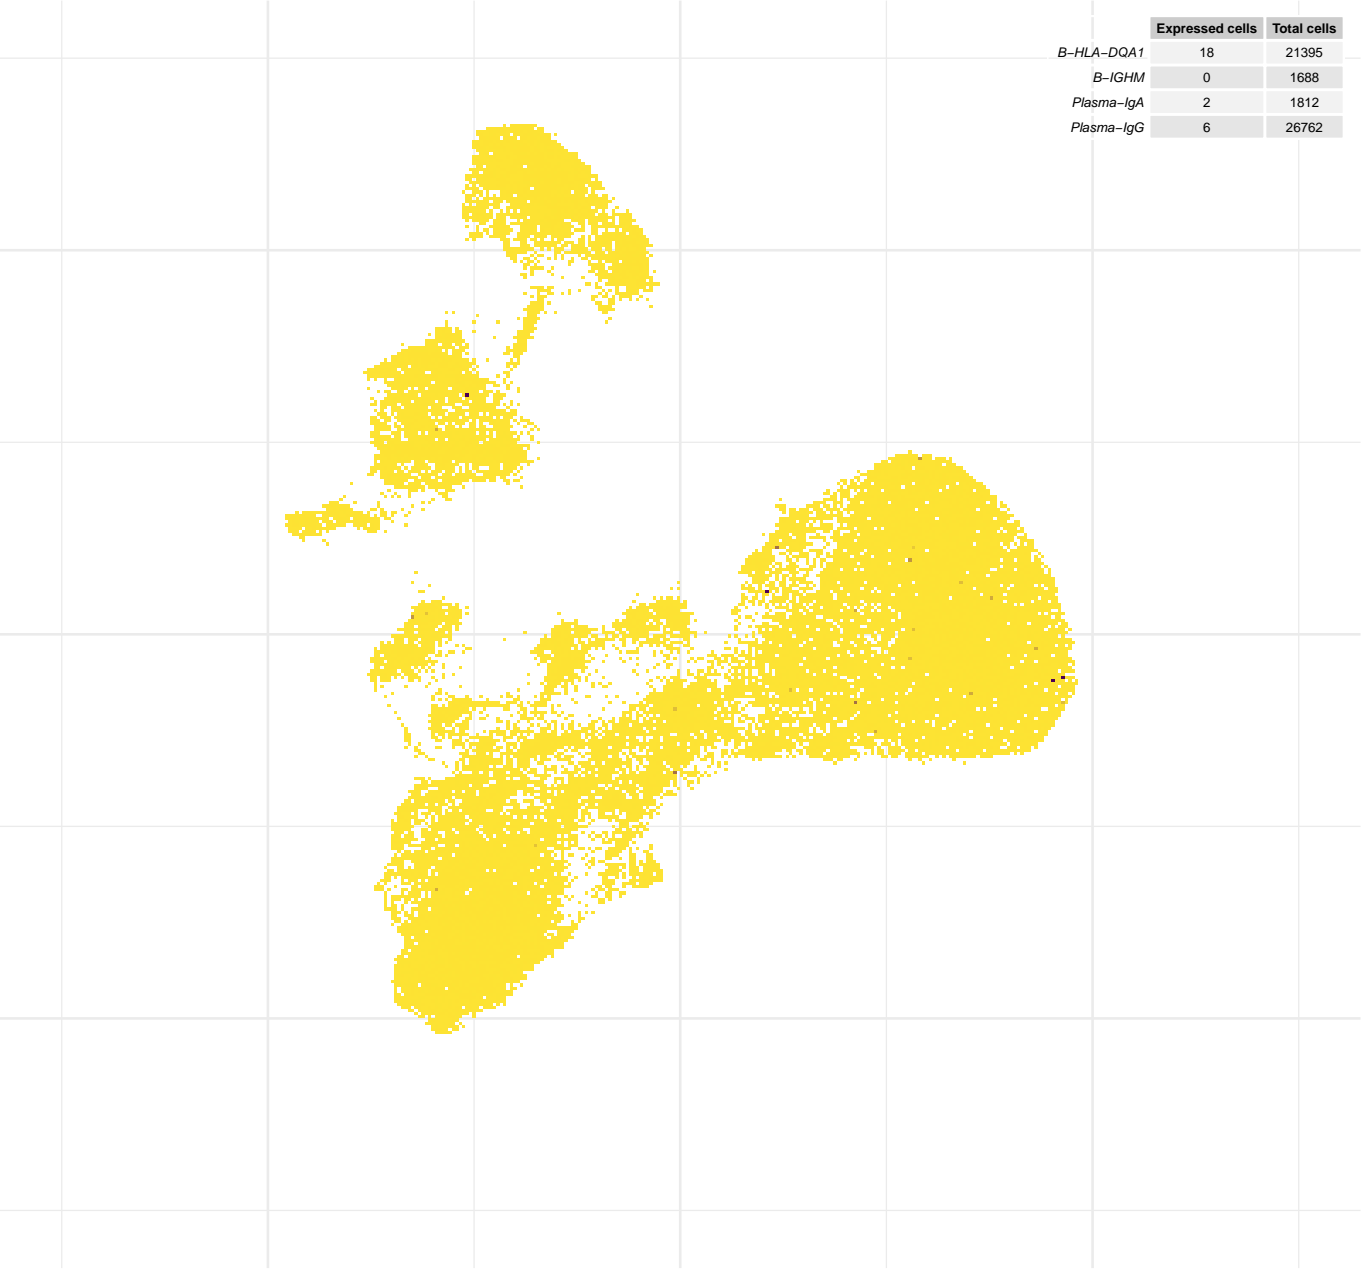 Expressed cells Total cells
B−HLA−DQA1 18 21395
B−IGHM 0 1688
Plasma−IgA 2 1812
Plasma−IgG 6 26762